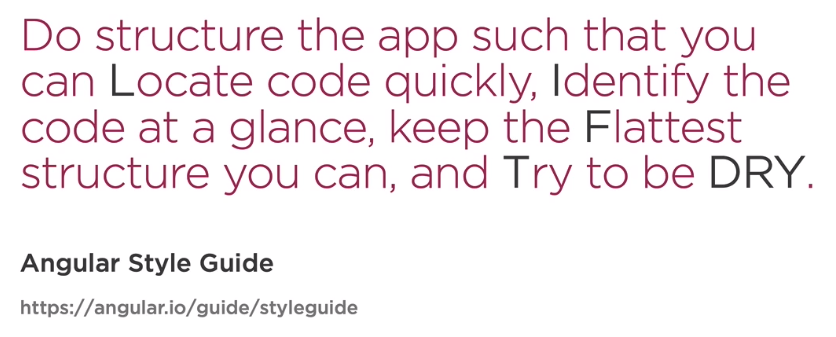 Do structure the app such that you
can Locate code quickly, Identify the
code at a glance, keep the Flattest
structure you can, and Try to be DRY.
Angular Style Guide
https://angular.io/guide/styleguide